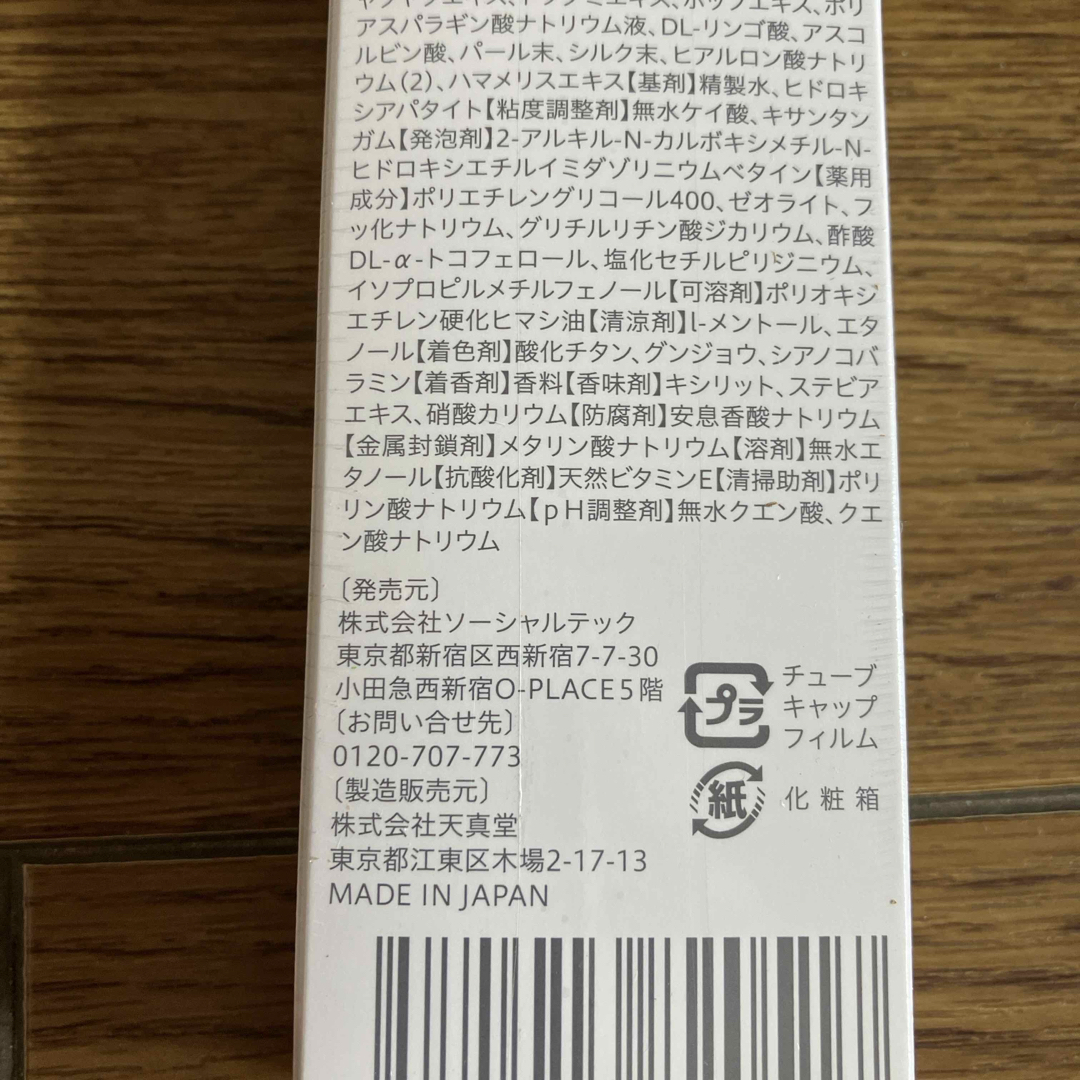 エキス、ドクダミエキス、ホップエキス、ポリ
アスパラギン酸ナトリウム液、DL-リンゴ酸、アスコ
ルビン酸、パール末、シルク末、ヒアルロン酸ナトリ
ウム(2)、ハマメリスエキス【基剤】精製水、ヒドロキ
シアパタイト【粘度調整剤】無水ケイ酸、キサンタン
ガム【発泡剤】2-アルキル-N-カルボキシメチル-N-
ヒドロキシエチルイミダゾリニウムベタイン【薬用
成分】ポリエチレングリコール400、ゼオライト、フ
ッ化ナトリウム、グリチルリチン酸ジカリウム、酢酸
DL-α-トコフェロール、塩化セチルピリジニウム、
イソプロピルメチルフェノール【可溶剤】ポリオキシ
エチレン硬化ヒマシ油【清涼剤】l-メントール、エタ
ノール【着色剤】酸化チタン、グンジョウ、シアノコバ
ラミン【着香剤】香料【香味剤】キシリット、ステビア
エキス、硝酸カリウム【防腐剤】安息香酸ナトリウム
【金属封鎖剤】メタリン酸ナトリウム【溶剤】無水エ
タノール【抗酸化剤】天然ビタミンE【清掃助剤】ポリ
リン酸ナトリウム【pH調整剤】無水クエン酸、クエ
ン酸ナトリウム
〔発売元〕
株式会社ソーシャルテック
東京都新宿区西新宿7-7-30
小田急西新宿O-PLACE5階
〔お問い合せ先〕
0120-707-773
〔製造販売元〕
株式会社天真堂
東京都江東区木場2-17-13
MADE IN JAPAN
プラ
チューブ
キャップ
フィルム
紙
化粧箱